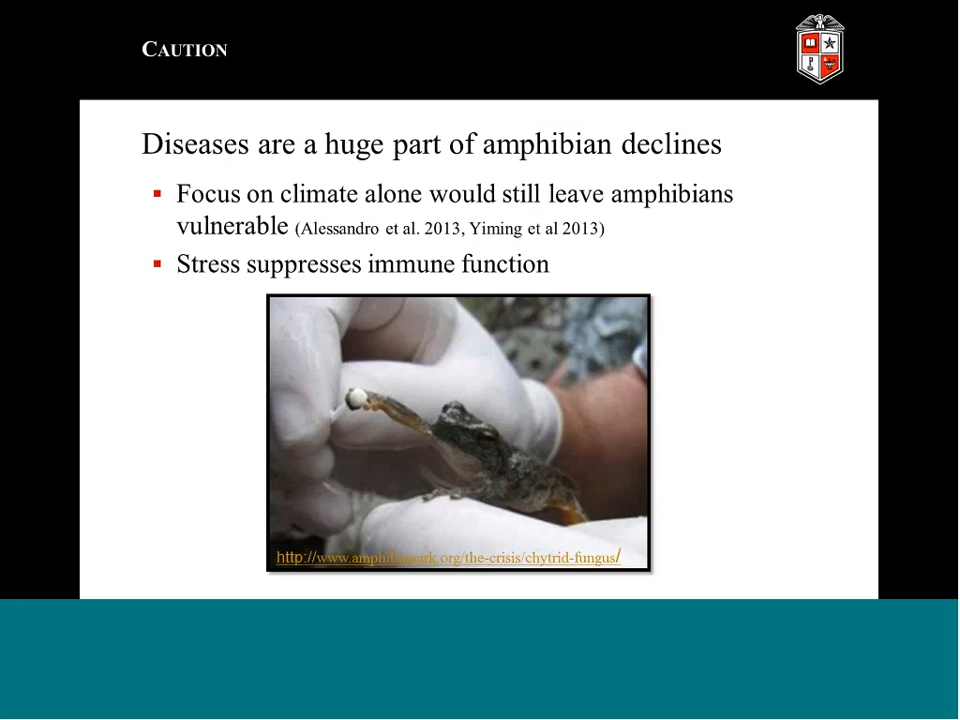 CAUTION
Diseases are a huge part of amphibian declines
▪ Focus on climate alone would still leave amphibians
vulnerable (Alessandro et al. 2013, Yiming et al 2013)
▪ Stress suppresses immune function
http://www.amphibianark.org/the-crisis/chytrid-fungus/